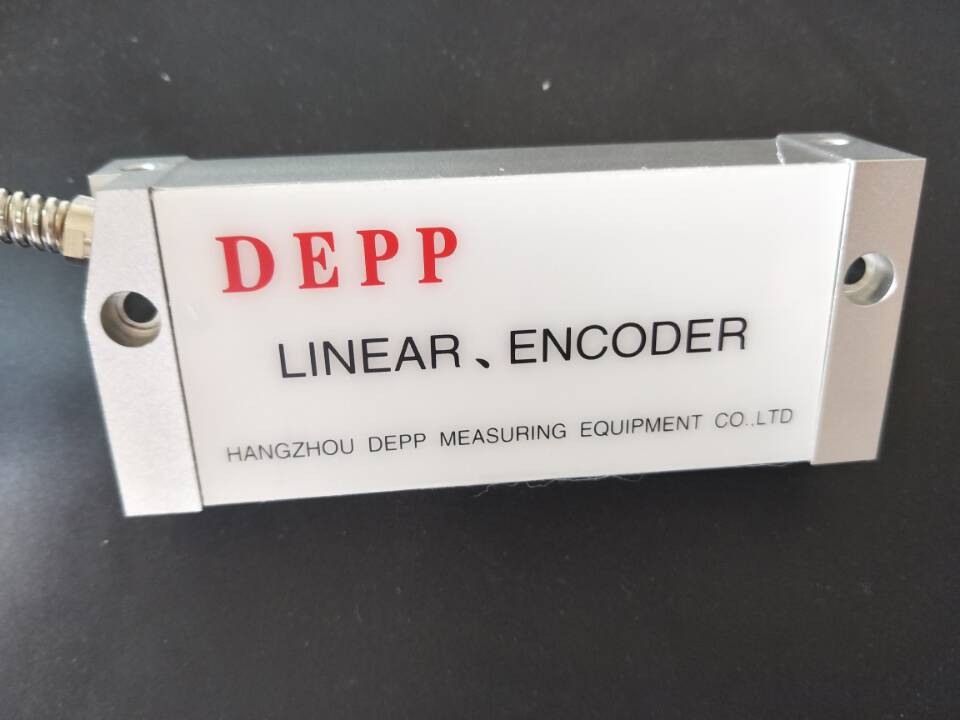 DEPP
LINEAR、ENCODER
HANGZHOU DEPP MEASURING EQUIPMENT CO.,LTD